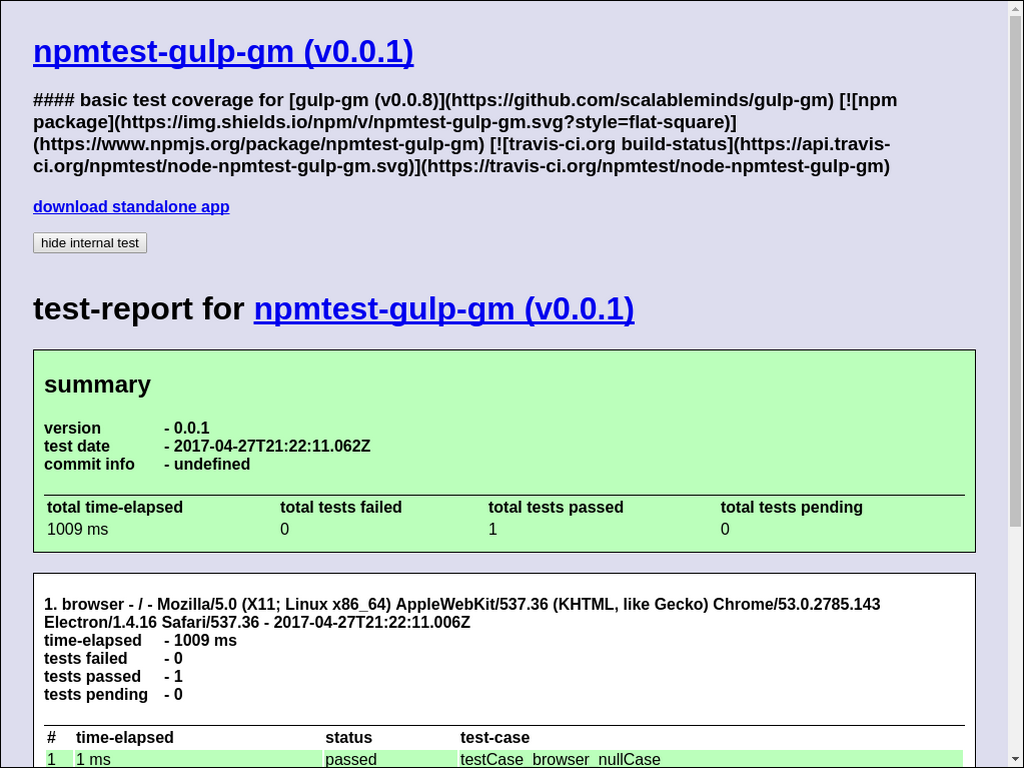 npmtest-gulp-gm (v0.0.1)
#### basic test coverage for [gulp-gm (v0.0.8)](https://github.com/scalableminds/gulp-gm) [![npm
package](https://img.shields.io/npm/v/npmtest-gulp-gm.svg?style=flat-square)]
(https://www.npmjs.org/package/npmtest-gulp-gm) [![travis-ci.org build-status](https://api.travis-
ci.org/npmtest/node-npmtest-gulp-gm.svg)](https://travis-ci.org/npmtest/node-npmtest-gulp-gm)
download standalone app
hide internal test
test-report for npmtest-gulp-gm (v0.0.1)
summary
version - 0.0.1
test date - 2017-04-27T21:22:11.062Z
commit info - undefined
total time-elapsed total tests failed total tests passed total tests pending
1009 ms 0 1 0
1. browser - / - Mozilla/5.0 (X11; Linux x86_64) AppleWebKit/537.36 (KHTML, like Gecko) Chrome/53.0.2785.143
Electron/1.4.16 Safari/537.36 - 2017-04-27T21:22:11.006Z
time-elapsed - 1009 ms
tests failed - 0
tests passed - 1
tests pending - 0
# time-elapsed status test-case
1 1 ms passed testCase_browser_nullCase